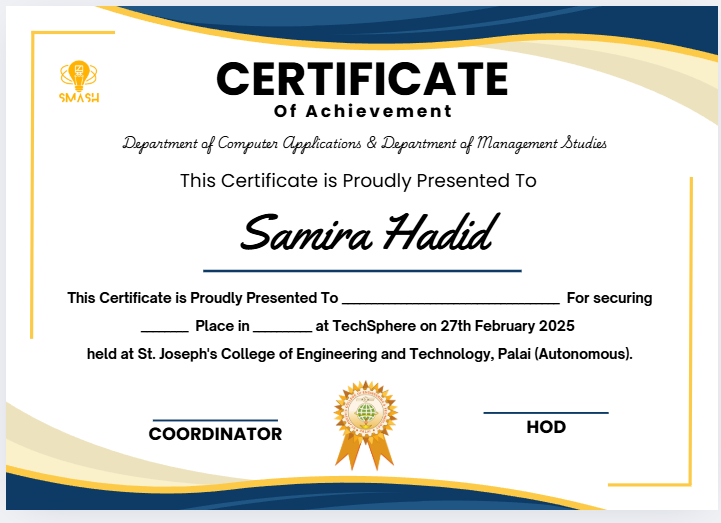 SMASH
CERTIFICATE
Of Achievement
Department of Computer Applications & Department of Management Studies
This Certificate is Proudly Presented To
Samira Hadid
This Certificate is Proudly Presented To ______________________________ For securing
_______ Place in _________ at TechSphere on 27th February 2025
held at St. Joseph's College of Engineering and Technology, Palai (Autonomous).
COORDINATOR
HOD